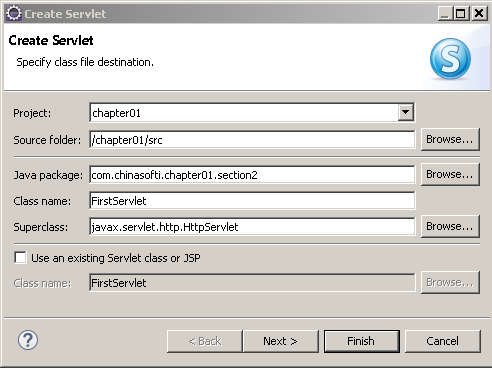 Create Servlet
Create Servlet
Specify class file destination.
S
Project: chapter01
Source folder: /chapter01/src Browse...
Java package: com.chinasofti.chapter01.section2 Browse...
Class name: FirstServlet
Superclass: javax.servlet.http.HttpServlet Browse...
Use an existing Servlet class or JSP
Class name: FirstServlet Browse...
? < Back Next > Finish Cancel